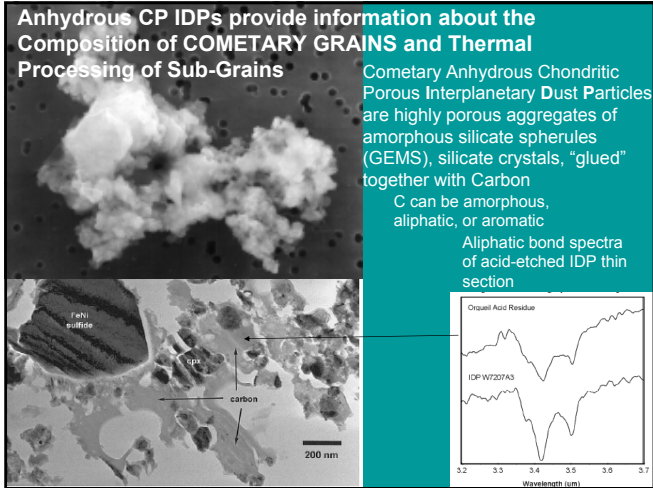 Anhydrous CP IDPs provide information about the
Composition of COMETARY GRAINS and Thermal
Processing of Sub-Grains
Cometary Anhydrous Chondritic
Porous Interplanetary Dust Particles
are highly porous aggregates of
amorphous silicate spherules
(GEMS), silicate crystals, “glued”
together with Carbon
C can be amorphous,
aliphatic, or aromatic
Aliphatic bond spectra
of acid-etched IDP thin
section
FeNi
sulfide
cpx
carbon
200 nm
Orqueil Acid Residue
IDP W7207A3
3.2 3.3 3.4 3.5 3.6 3.7
Wavelength (um)